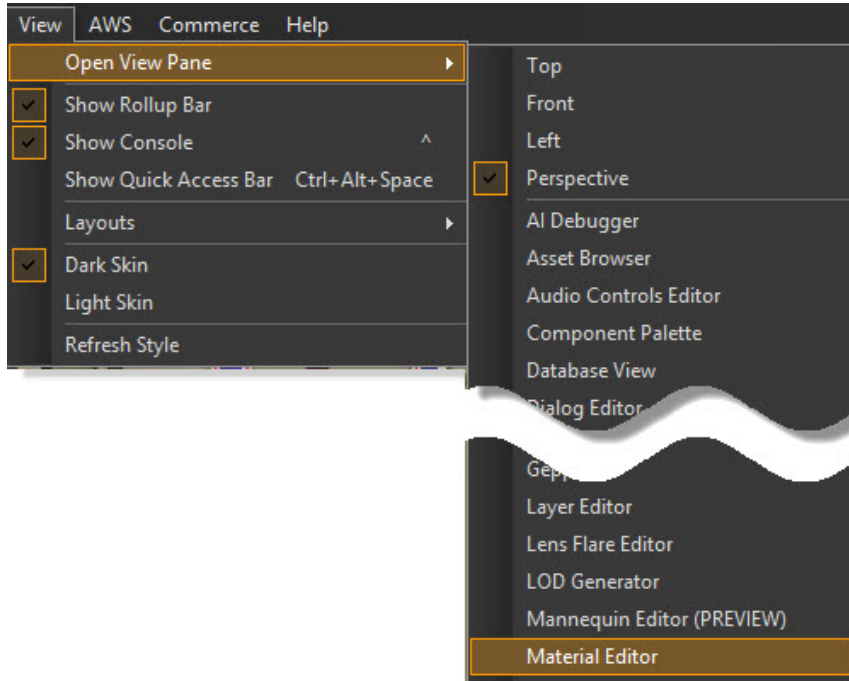 View AWS Commerce Help
Open View Pane
Show Rollup Bar
Show Console ^
Show Quick Access Bar Ctrl+Alt+Space
Layouts
Dark Skin
Light Skin
Refresh Style
Top
Front
Left
Perspective
AI Debugger
Asset Browser
Audio Controls Editor
Component Palette
Database View
Dialog Editor
Layer Editor
Lens Flare Editor
LOD Generator
Mannequin Editor (PREVIEW)
Material Editor